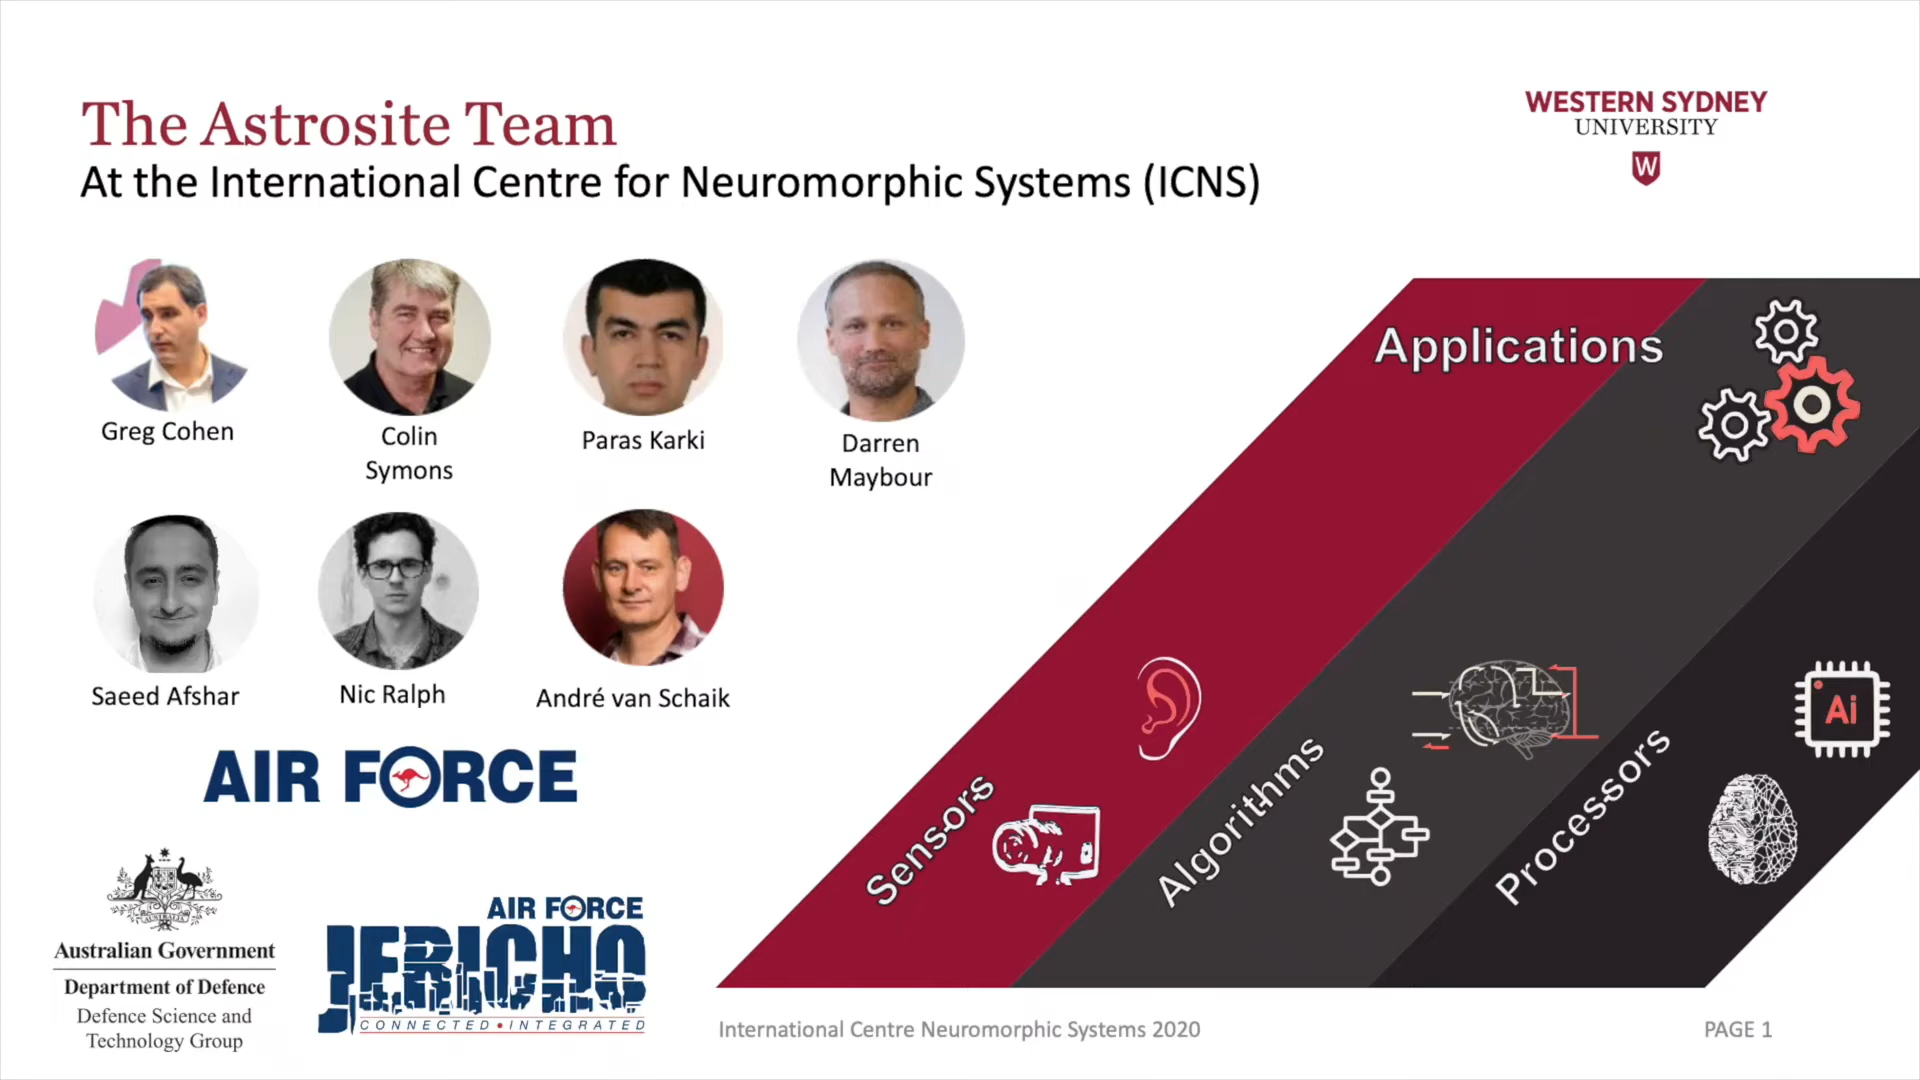 The Astrosite Team
At the International Centre for Neuromorphic Systems (ICNS)
WESTERN SYDNEY
UNIVERSITY
W
Greg Cohen
Colin
Symons
Paras Karki
Darren
Maybour
Saeed Afshar
Nic Ralph
André van Schaik
AIR FORCE
Australian Government
Department of Defence
Defence Science and
Technology Group
AIR FORCE
JERICHO
CONNECTED • INTEGRATED
Applications
Sensors
Algorithms
Processors
Ai
International Centre Neuromorphic Systems 2020
PAGE 1